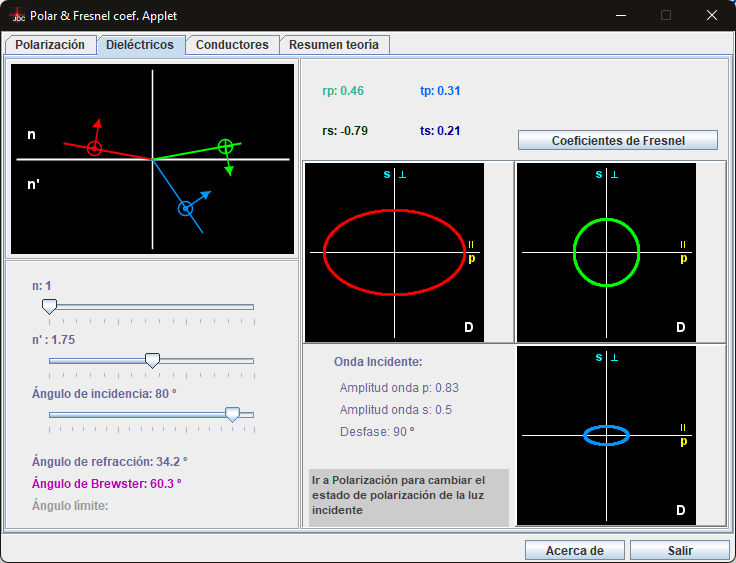 JDC Polar & Fresnel coef. Applet
Polarización Dieléctricos Conductores Resumen teoría
n
n'
rp: 0.46 tp: 0.31
rs: -0.79 ts: 0.21
Coeficientes de Fresnel
s ⊥
= p
D
s ⊥
= p
D
n: 1
n' : 1.75
Ángulo de incidencia: 80 º
Ángulo de refracción: 34.2 º
Ángulo de Brewster: 60.3 º
Ángulo límite:
Onda Incidente:
Amplitud onda p: 0.83
Amplitud onda s: 0.5
Desfase: 90 º
Ir a Polarización para cambiar el
estado de polarización de la luz
incidente
s ⊥
= p
D
Acerca de Salir